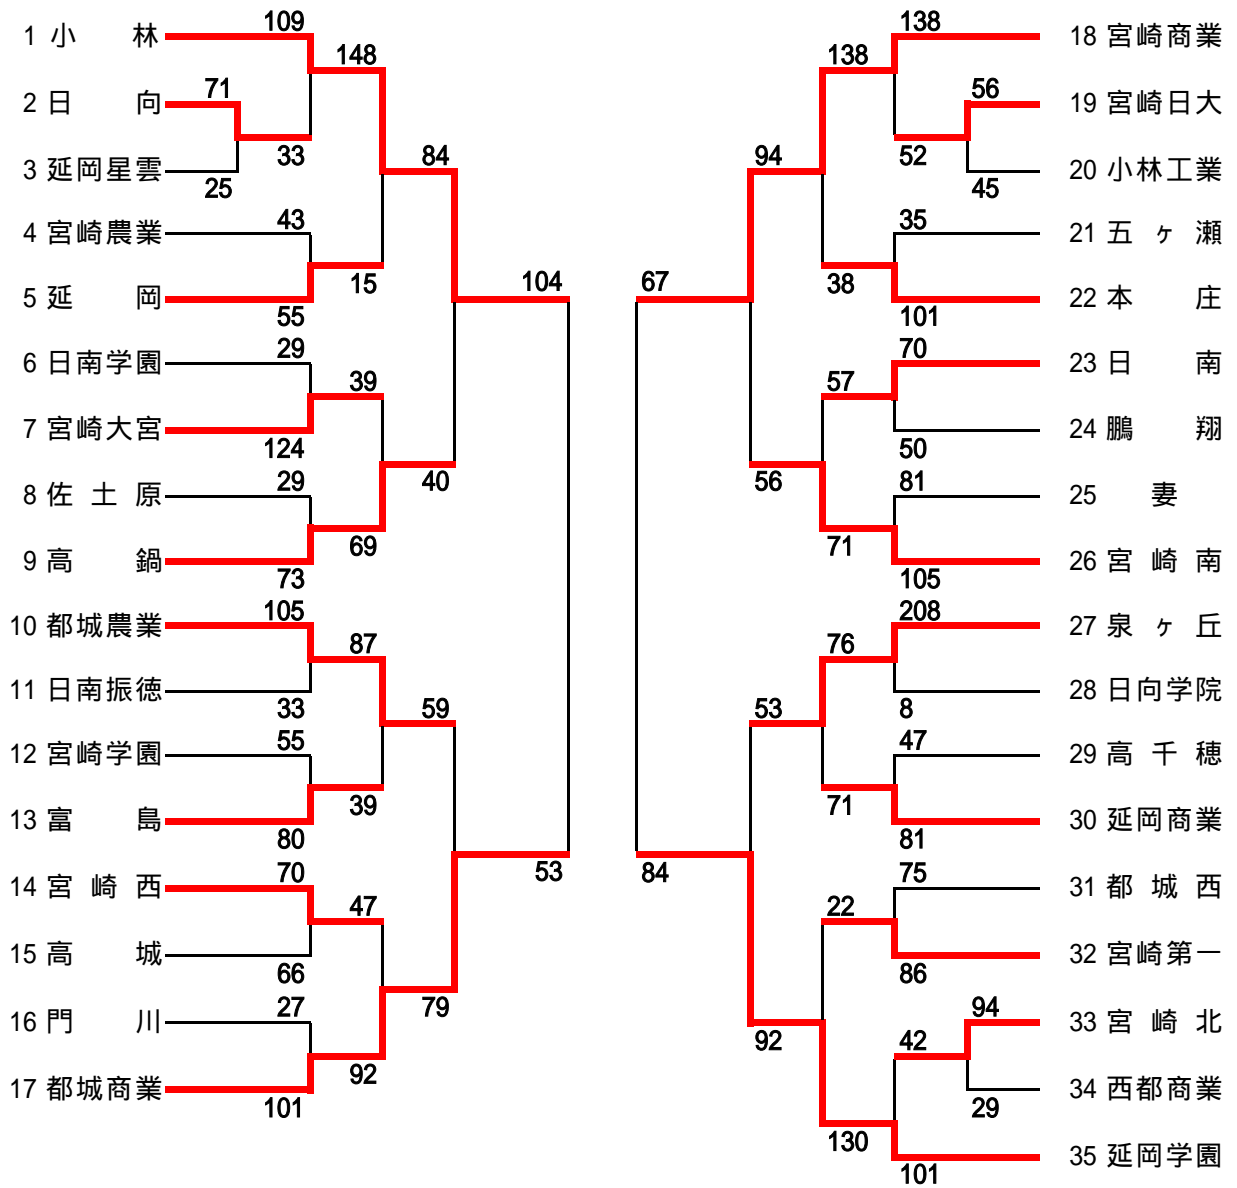 109
1 小林
148
71
2 日向
33
84
3 延岡星雲
25
43
4 宮崎農業
15
104
5 延岡
55
29
6 日南学園
39
7 宮崎大宮
124
29
40
8 佐土原
69
9 高鍋
73
105
10 都城農業
87
11 日南振徳
33
59
55
12 宮崎学園
39
13 富島
80
53
70
14 宮崎西
47
15 高城
66
79
27
16 門川
92
17 都城商業
101
138
18 宮崎商業
138
56
19 宮崎日大
94
52
20 小林工業
45
35
21 五ヶ瀬
67
38
22 本庄
101
70
23 日南
57
24 鵬翔
50
56
81
25 妻
71
26 宮崎南
105
208
27 泉ヶ丘
76
28 日向学院
8
53
47
29 高千穂
71
30 延岡商業
81
84
75
31 都城西
22
32 宮崎第一
86
94
33 宮崎北
92
42
34 西都商業
29
130
35 延岡学園
101